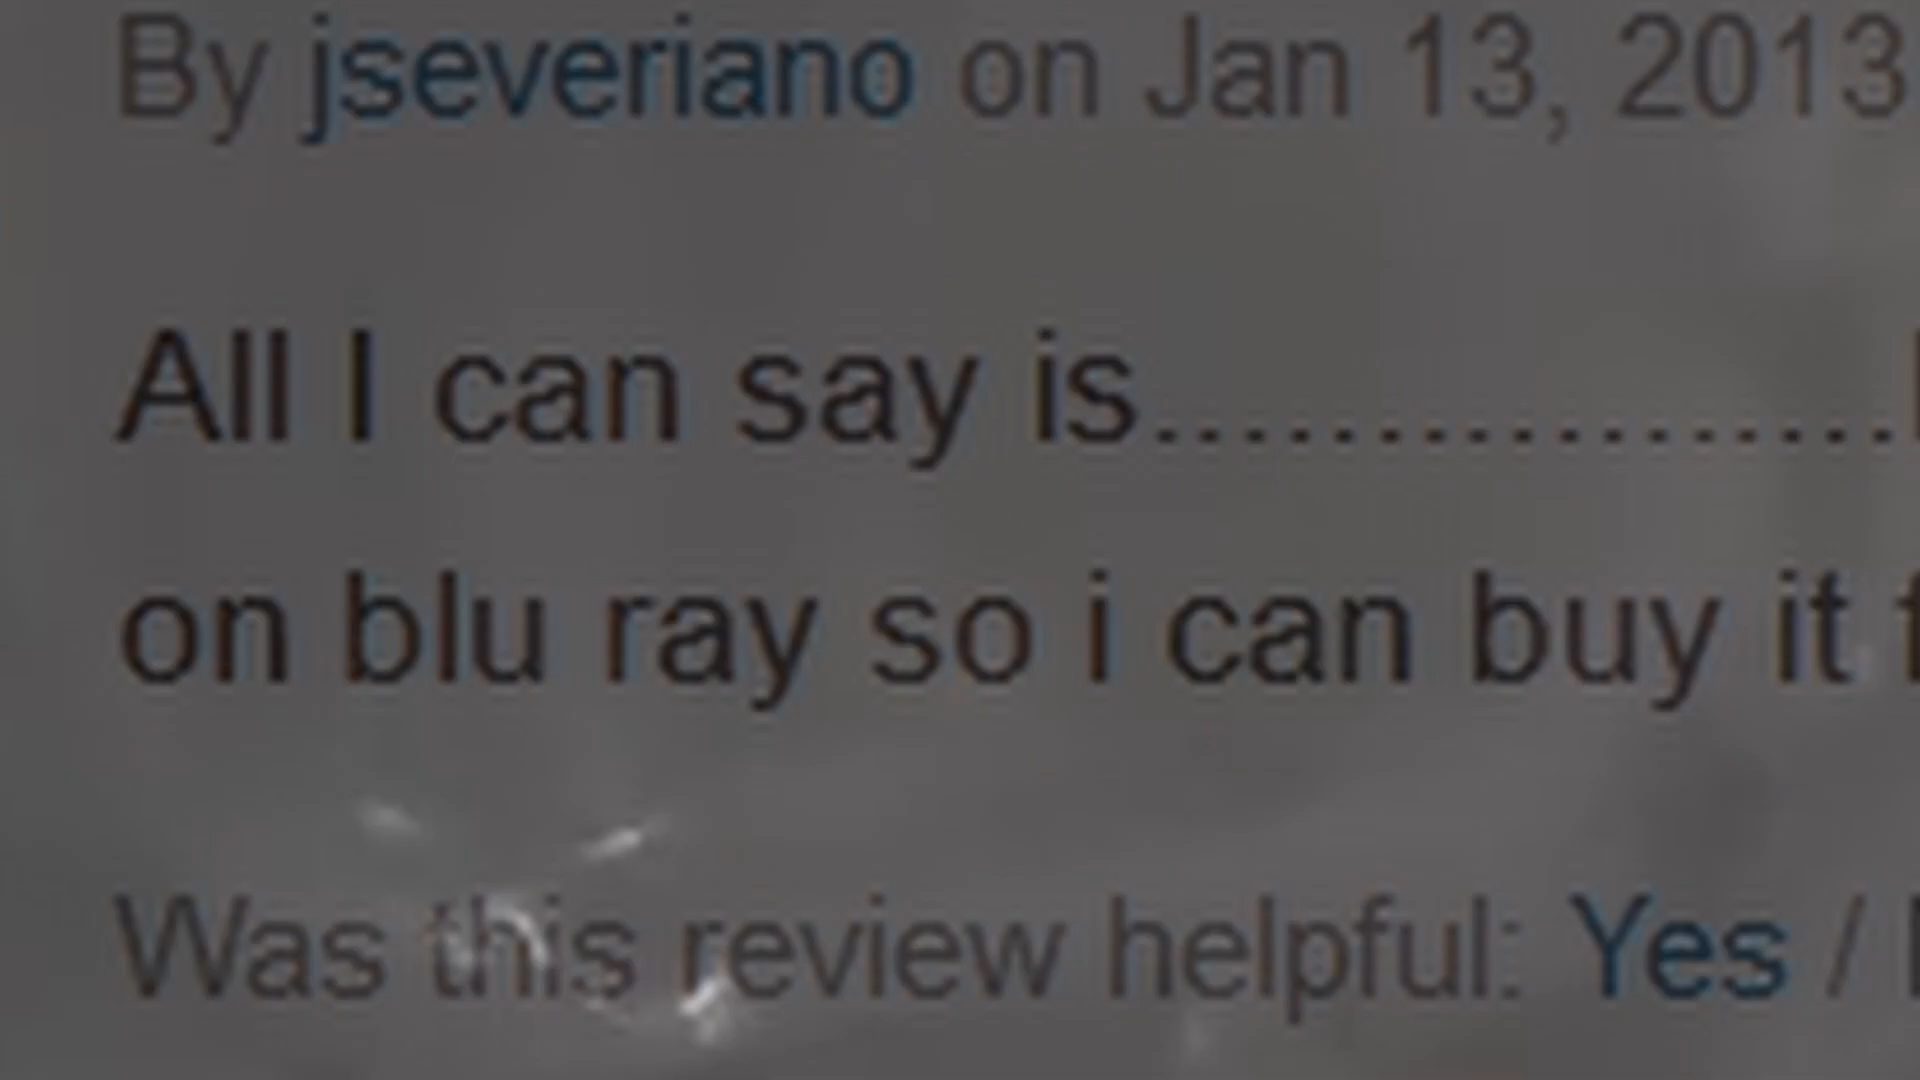 By jseveriano on Jan 13, 2013
All I can say is.................
on blu ray so i can buy it
Was this review helpful: Yes /